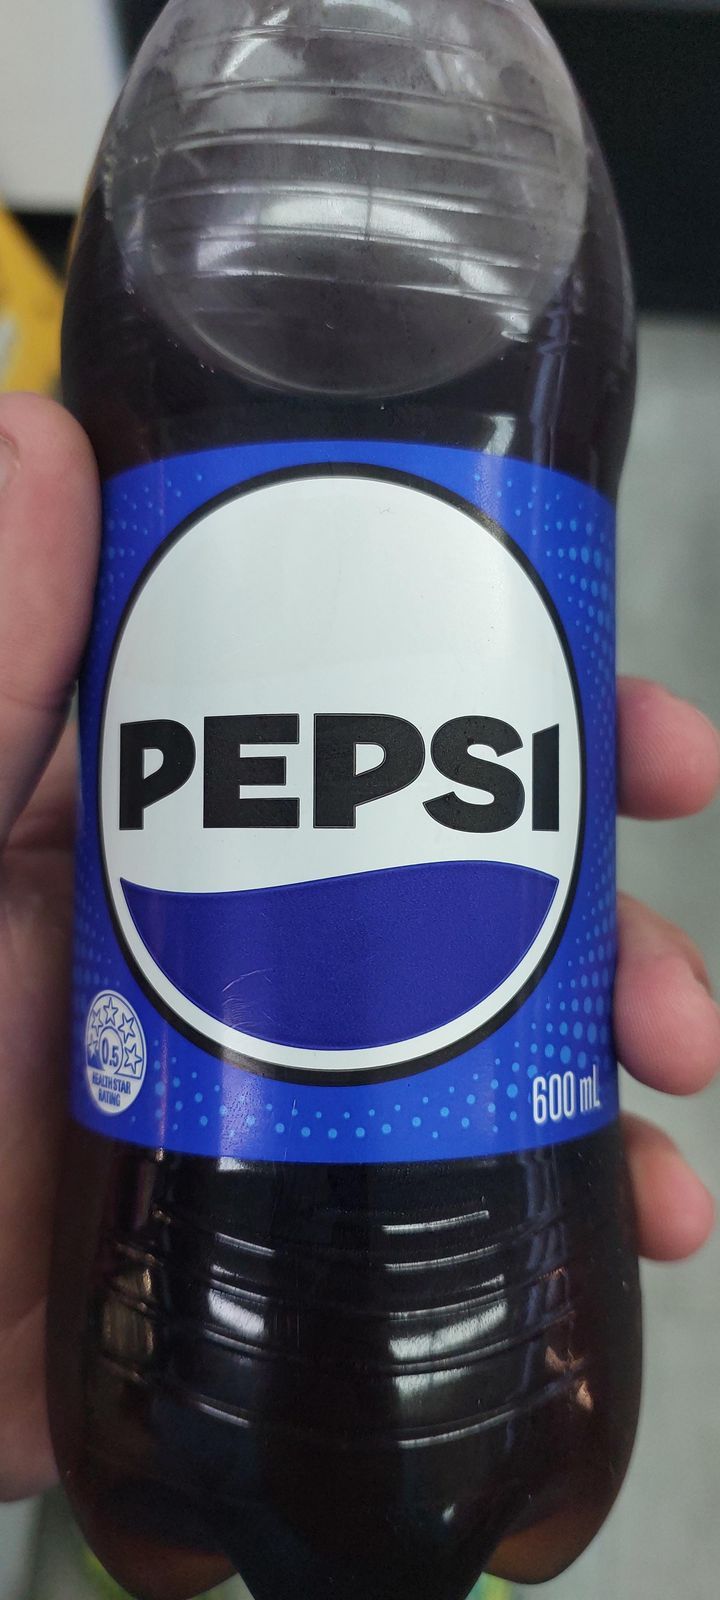 PEPSI
0.5
HEALTH STAR
RATING
600 mL